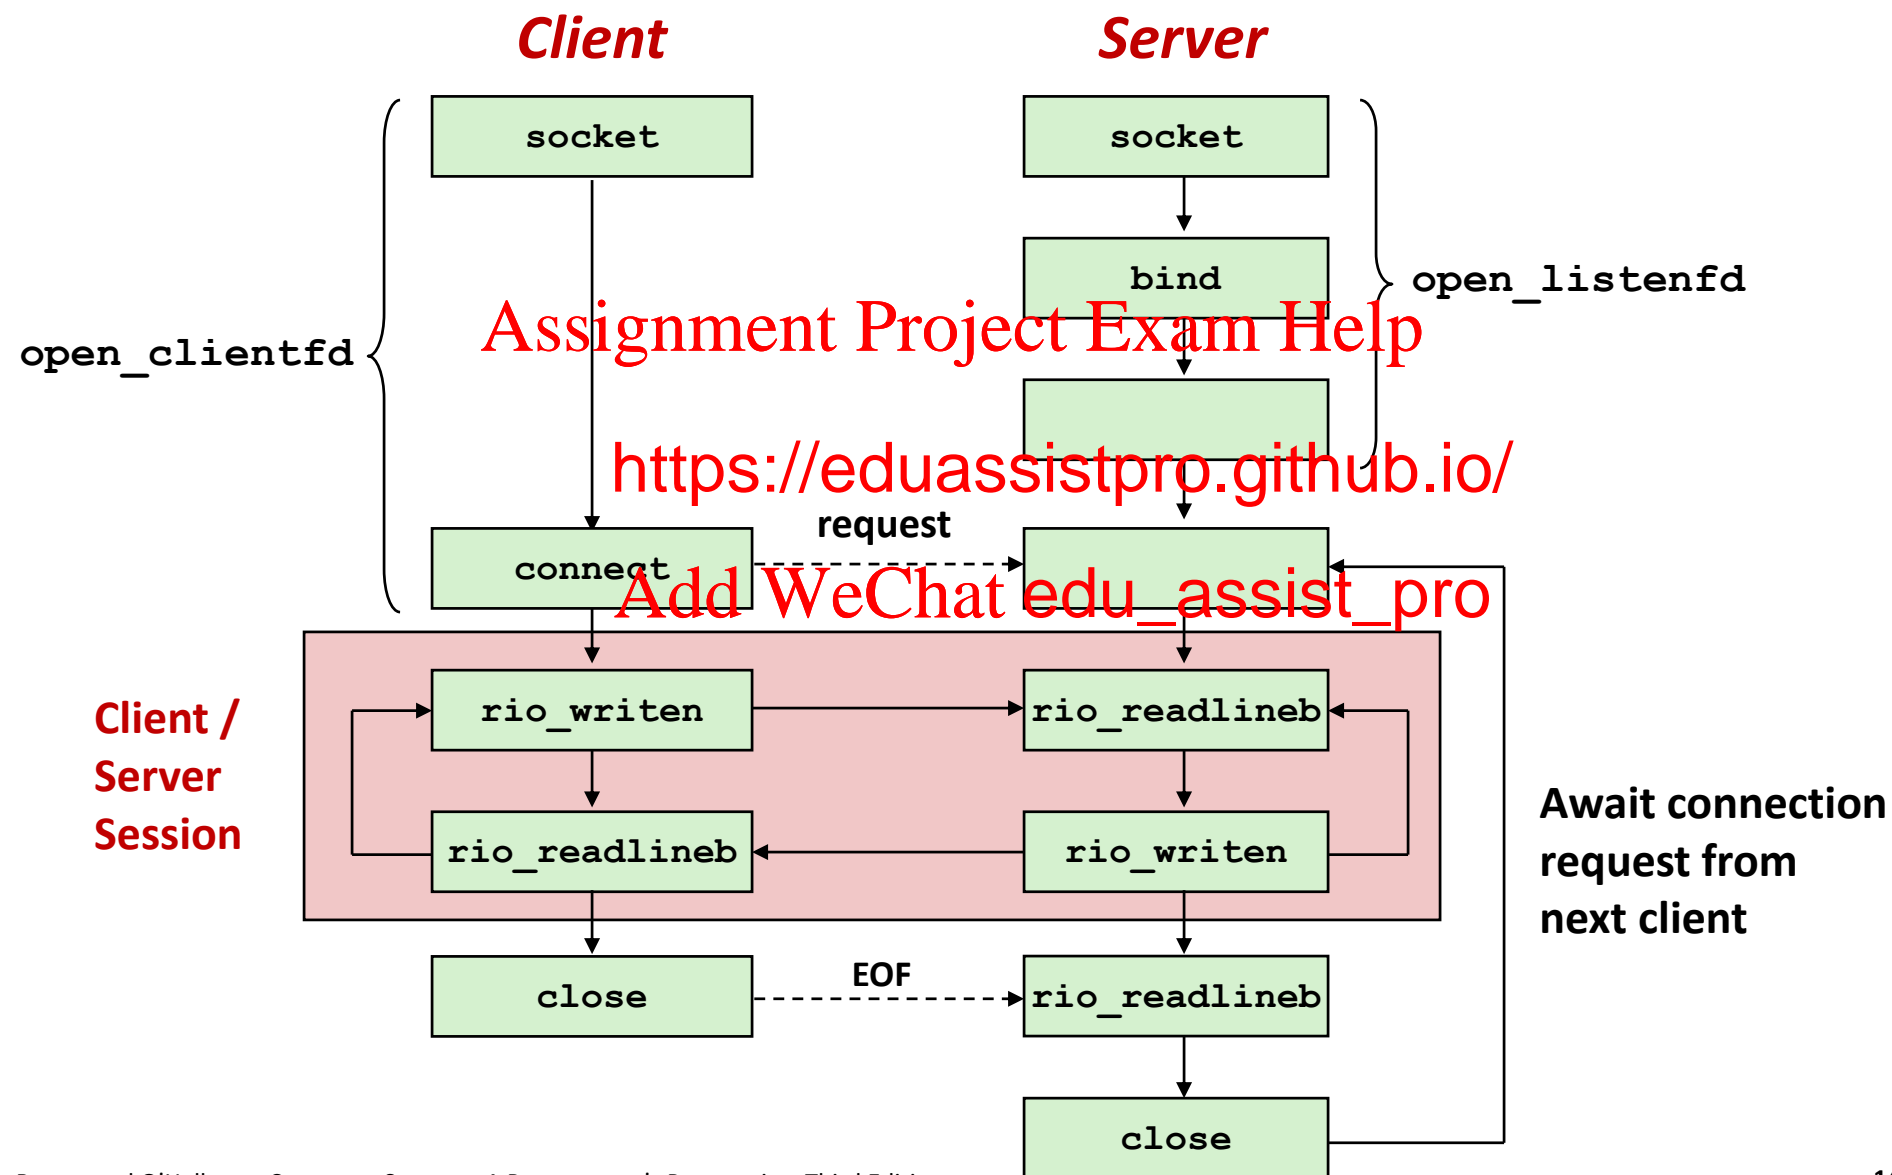 Client
Server
socket
socket
bind
open_listenfd
Assignment Project Exam Help
open_clientfd
https://eduassistpro.github.io/
request
connect
Add WeChat edu_assist_pro
rio_writen
rio_readlineb
Client /
Server
Session
rio_readlineb
rio_writen
Await connection
request from
next client
close
EOF
rio_readlineb
close